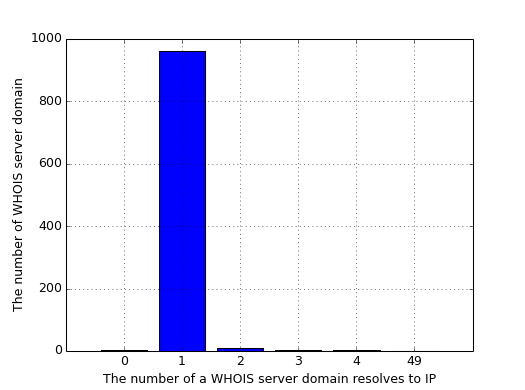 1000
800
600
400
200
0
The number of WHOIS server domain
0 1 2 3 4 49
The number of a WHOIS server domain resolves to IP